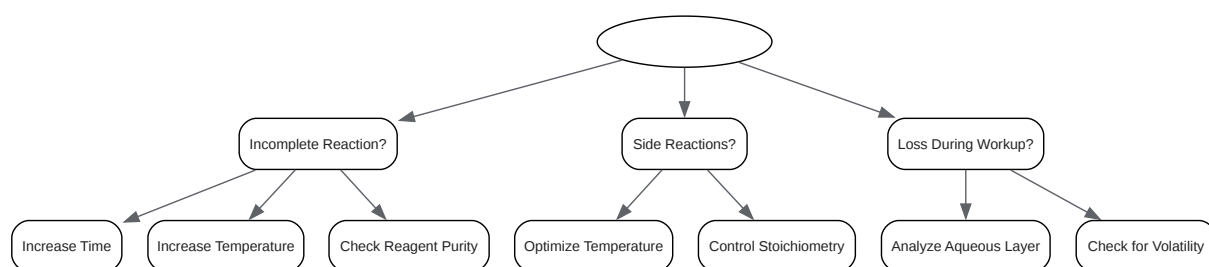 Incomplete Reaction?
Side Reactions?
Loss During Workup?
Increase Time
Increase Temperature
Check Reagent Purity
Optimize Temperature
Control Stoichiometry
Analyze Aqueous Layer
Check for Volatility